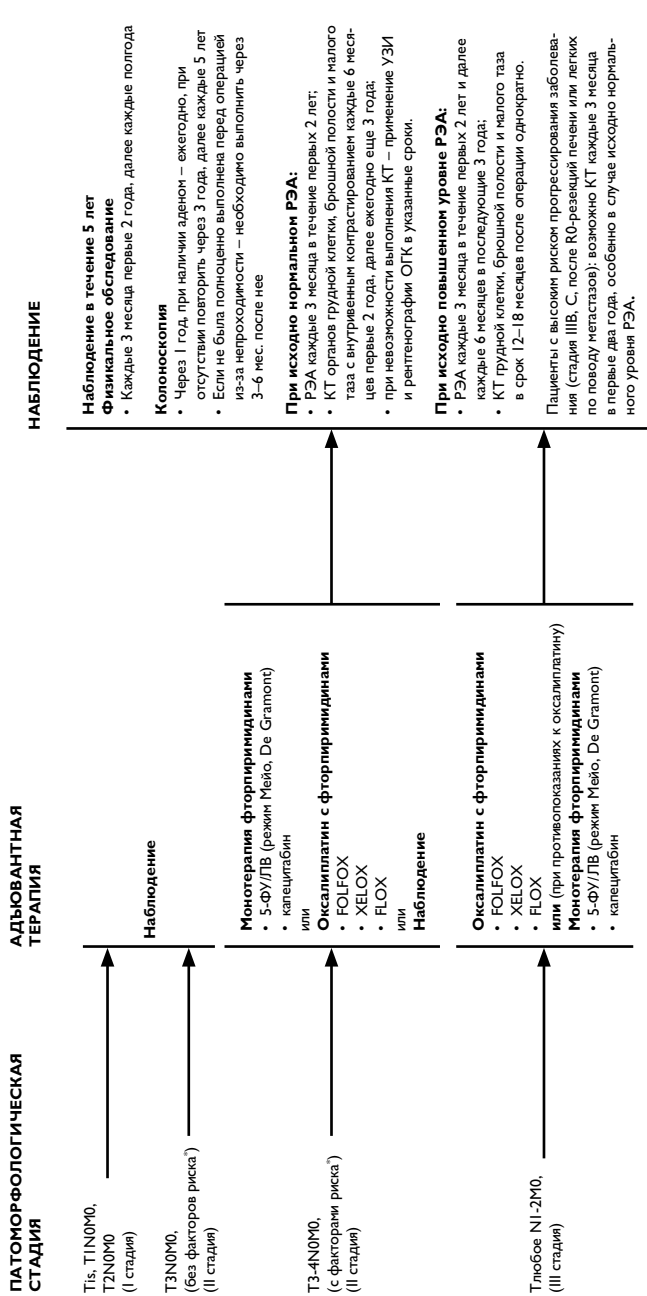 ПАТОМОРФОЛОГИЧЕСКАЯ
СТАДИЯ
Tis, T1N0M0,
T2N0M0
(I стадия)
T3N0M0,
(без факторов риска*)
(II стадия)
T3-4N0M0,
(с факторами риска*)
(II стадия)
Tлюбое N1-2M0,
(III стадия)
АДЪЮВАНТНАЯ
ТЕРАПИЯ
Наблюдение
Монотерапия фторпиримидинами
• 5-ФУ/ЛВ (режим Мейо, De Gramont)
• капецитабин
или
Оксалиплатин с фторпиримидинами
• FOLFOX
• XELOX
• FLOX
или
Наблюдение
Оксалиплатин с фторпиримидинами
• FOLFOX
• XELOX
• FLOX
или (при противопоказаниях к оксалиплатину)
Монотерапия фторпиримидинами
• 5-ФУ/ЛВ (режим Мейо, De Gramont)
• капецитабин
НАБЛЮДЕНИЕ
Наблюдение в течение 5 лет
Физикальное обследование
• Каждые 3 месяца первые 2 года, далее каждые полгода
Колоноскопия
• Через 1 год, при наличии аденом – ежегодно, при
отсутствии повторить через 3 года, далее каждые 5 лет
• Если не была полноценно выполнена перед операцией
из-за непроходимости – необходимо выполнить через
3–6 мес. после нее
При исходно нормальном РЭА:
• РЭА каждые 3 месяца в течение первых 2 лет;
• КТ органов грудной клетки, брюшной полости и малого
таза с внутривенным контрастированием каждые 6 меся-
цев первые 2 года, далее ежегодно еще 3 года;
• при невозможности выполнения КТ – применение УЗИ
и рентгенографии ОГК в указанные сроки.
При исходно повышенном уровне РЭА:
• РЭА каждые 3 месяца в течение первых 2 лет и далее
каждые 6 месяцев в последующие 3 года;
• КТ грудной клетки, брюшной полости и малого таза
в срок 12–18 месяцев после операции однократно.
Пациенты с высоким риском прогрессирования заболева-
ния (стадия IIIB, C, после R0-резекций печени или легких
по поводу метастазов): возможно КТ каждые 3 месяца
в первые два года, особенно в случае исходно нормаль-
ного уровня РЭА.